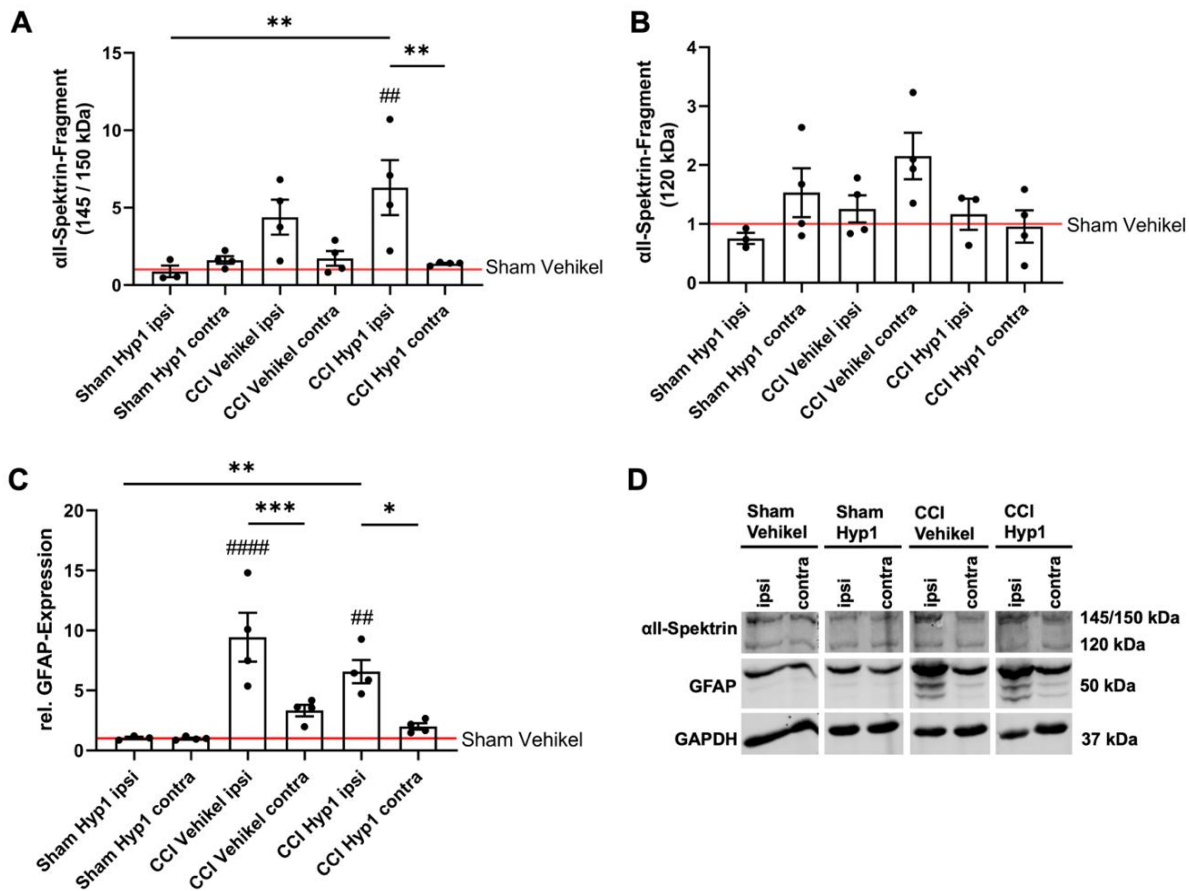 A
**
**
##
αII-Spektrin-Fragment
(145 / 150 kDa)
15
10
5
0
Sham Vehikel
Sham Hyp1 ipsi
Sham Hyp1 contra
CCI Vehikel ipsi
CCI Vehikel contra
CCI Hyp1 ipsi
CCI Hyp1 contra
B
αII-Spektrin-Fragment
(120 kDa)
4
3
2
1
0
Sham Vehikel
Sham Hyp1 ipsi
Sham Hyp1 contra
CCI Vehikel ipsi
CCI Vehikel contra
CCI Hyp1 ipsi
CCI Hyp1 contra
C
**
***
*
####
##
rel. GFAP-Expression
20
15
10
5
0
Sham Vehikel
Sham Hyp1 ipsi
Sham Hyp1 contra
CCI Vehikel ipsi
CCI Vehikel contra
CCI Hyp1 ipsi
CCI Hyp1 contra
D
Sham
Vehikel
Sham
Hyp1
CCI
Vehikel
CCI
Hyp1
ipsi
contra
ipsi
contra
ipsi
contra
ipsi
contra
αII-Spektrin
145/150 kDa
120 kDa
GFAP
50 kDa
GAPDH
37 kDa